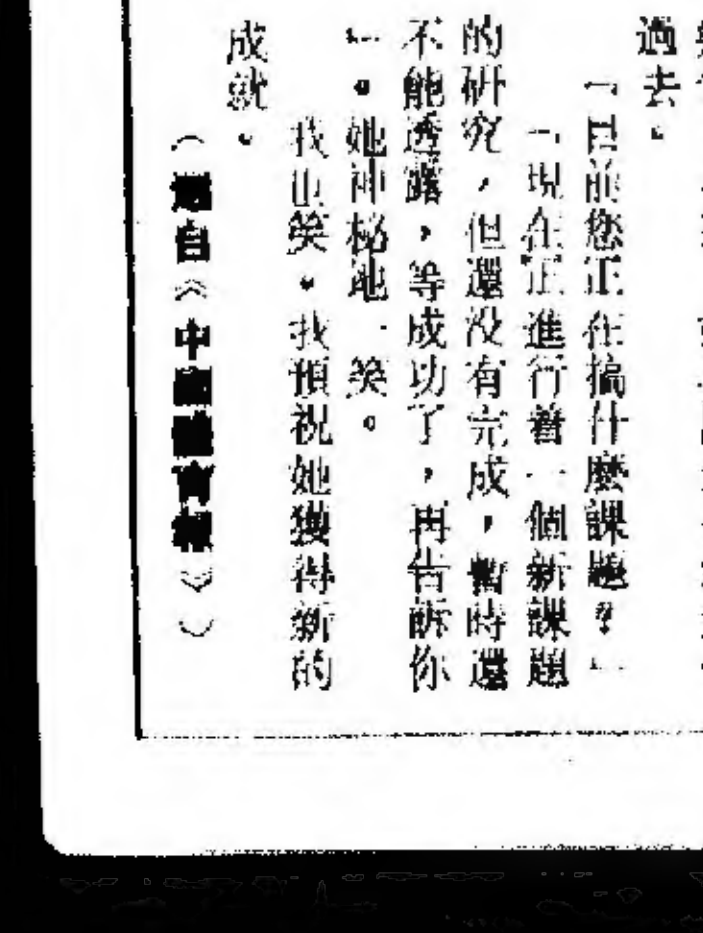 過去。
「目前您正在搞什麼課題？」
「現在正進行着一個新課題
的研究，但還没有完成，暫時還
不能透露，等成功了，再告訴你
」。她神秘地一笑。
我也笑。我預祝她獲得新的
成就。
（選自《中國體育報》）